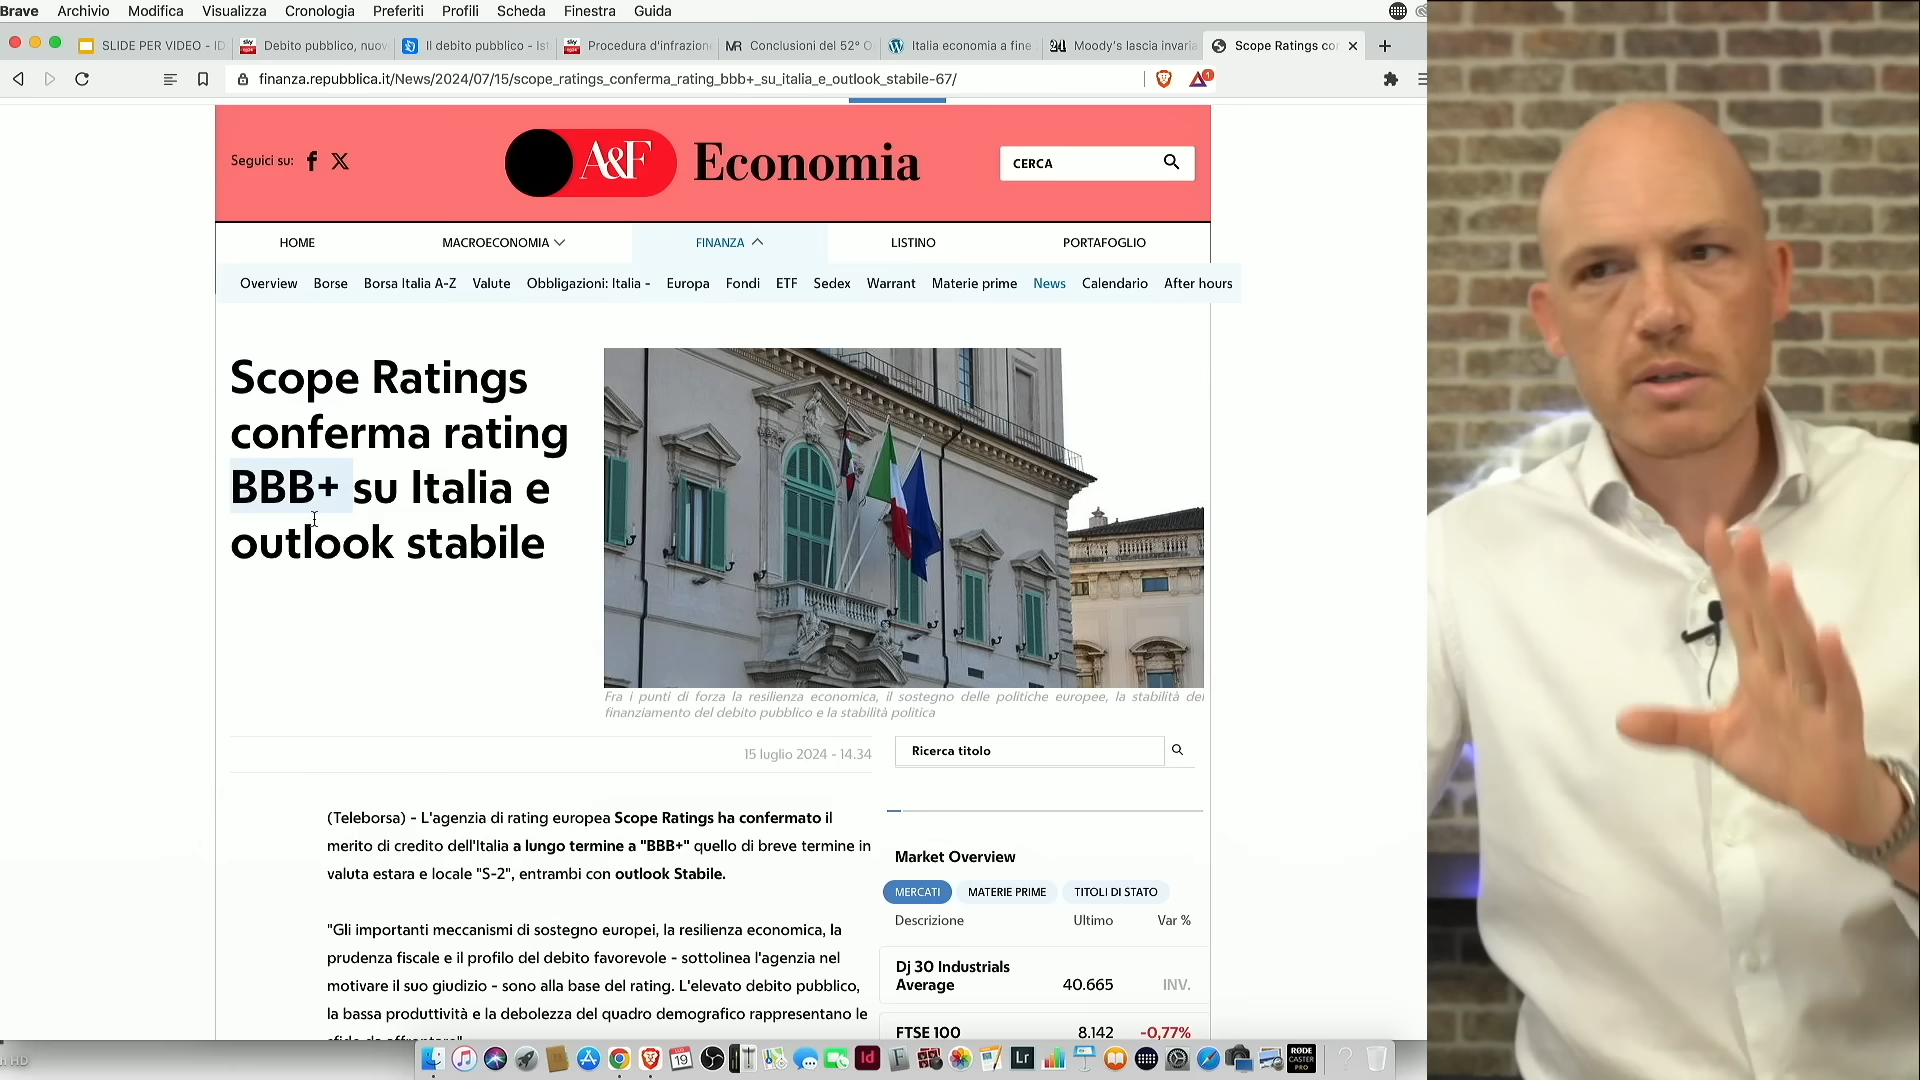 Brave Archivio Modifica Visualizza Cronologia Preferiti Profili Scheda Finestra Guida
SLIDE PER VIDEO - ID
Debito pubblico, nuov
Il debito pubblico - Ist
Procedura d'infrazion
Conclusioni del 52° O
Italia economia a fine
Moody's lascia invaria
Scope Ratings cor
finanza.repubblica.it/News/2024/07/15/scope_ratings_conferma_rating_bbb+_su_italia_e_outlook_stabile-67/
1
Seguici su:
A&F Economia
CERCA
HOME MACROECONOMIA FINANZA LISTINO PORTAFOGLIO
Overview Borse Borsa Italia A-Z Valute Obbligazioni: Italia - Europa Fondi ETF Sedex Warrant Materie prime News Calendario After hours
Scope Ratings
conferma rating
BBB+ su Italia e
outlook stabile
Fra i punti di forza la resilienza economica, il sostegno delle politiche europee, la stabilità del
finanziamento del debito pubblico e la stabilità politica
15 luglio 2024 - 14.34
Ricerca titolo
(Teleborsa) - L'agenzia di rating europea Scope Ratings ha confermato il
merito di credito dell'Italia a lungo termine a "BBB+" quello di breve termine in
valuta estara e locale "S-2", entrambi con outlook Stabile.
"Gli importanti meccanismi di sostegno europei, la resilienza economica, la
prudenza fiscale e il profilo del debito favorevole - sottolinea l'agenzia nel
motivare il suo giudizio - sono alla base del rating. L'elevato debito pubblico,
la bassa produttività e la debolezza del quadro demografico rappresentano le
Market Overview
MERCATI MATERIE PRIME TITOLI DI STATO
Descrizione Ultimo Var %
Dj 30 Industrials
Average 40.665 INV.
FTSE 100 8.142 -0,77%
LUG
19
Id
Lr
RØDE
CASTER
PRO